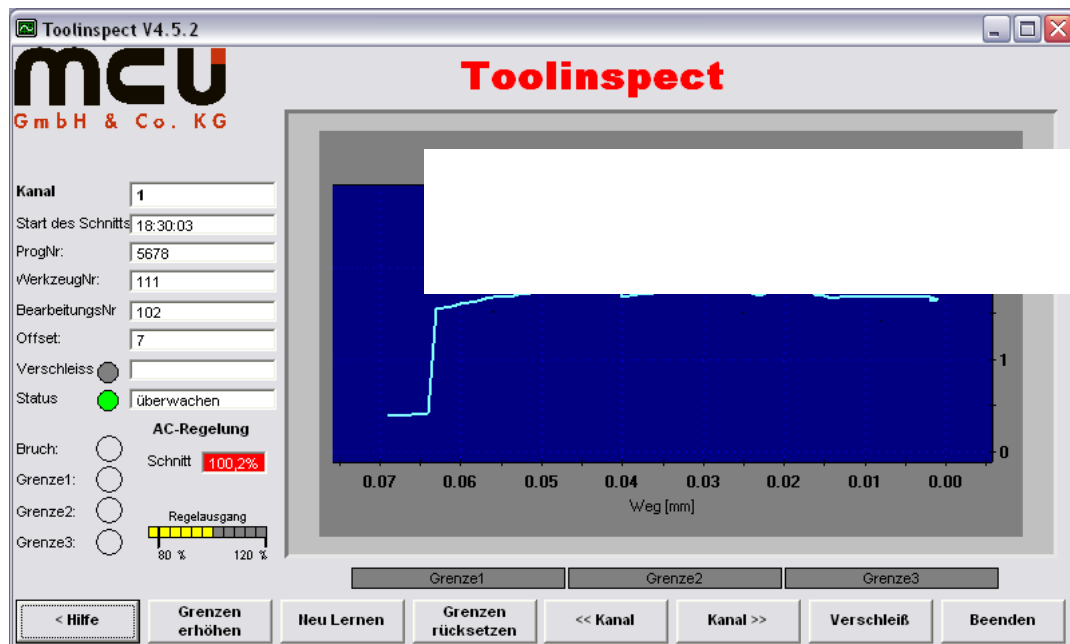 Toolinspect V4.5.2
mcu
GmbH & Co. KG
Toolinspect
Kanal 1
Start des Schnitts 18:30:03
ProgNr: 5678
WerkzeugNr: 111
BearbeitungsNr 102
Offset: 7
Verschleiss
Status überwachen
AC-Regelung
Bruch:
Schnitt 100,2%
Grenze1:
Grenze2:
Regelausgang
Grenze3:
80 % 120 %
1
0
0.07 0.06 0.05 0.04 0.03 0.02 0.01 0.00
Weg [mm]
Grenze1 Grenze2 Grenze3
< Hilfe
Grenzen erhöhen
Neu Lernen
Grenzen rücksetzen
<< Kanal
Kanal >>
Verschleiß
Beenden